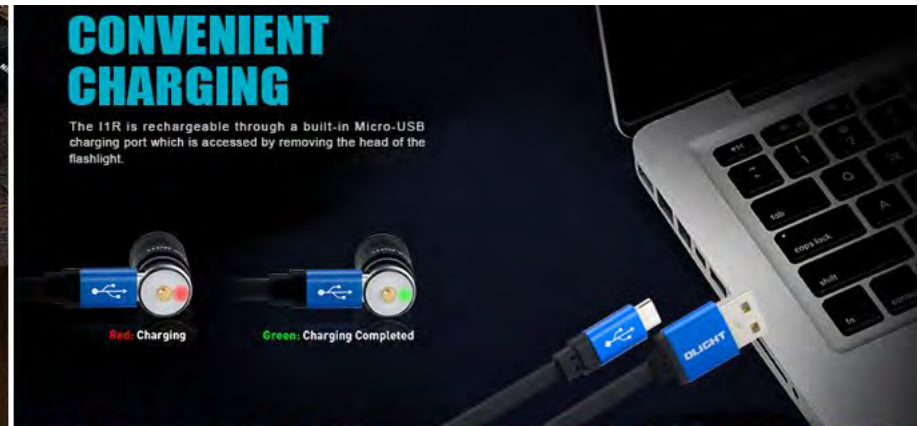 CONVENIENT
CHARGING
The I1R is rechargeable through a built-in Micro-USB
charging port which is accessed by removing the head of the
flashlight.
Red: Charging
Green: Charging Completed
OLIGHT
esc
tab
caps lock
shift
fn
control